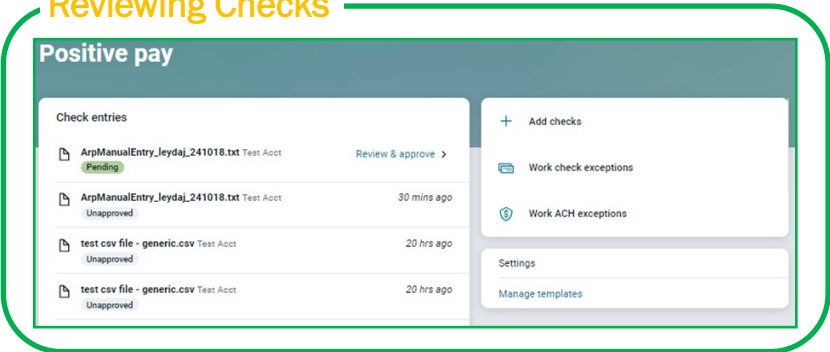 Reviewing Checks
Positive pay
Check entries
ArpManualEntry_leydaj_241018.txt Test Acct
Review & approve >
Pending
ArpManualEntry_leydaj_241018.txt Test Acct
30 mins ago
Unapproved
test csv file - generic.csv Test Acct
20 hrs ago
Unapproved
test csv file - generic.csv Test Acct
20 hrs ago
Unapproved
+ Add checks
Work check exceptions
$ Work ACH exceptions
Settings
Manage templates